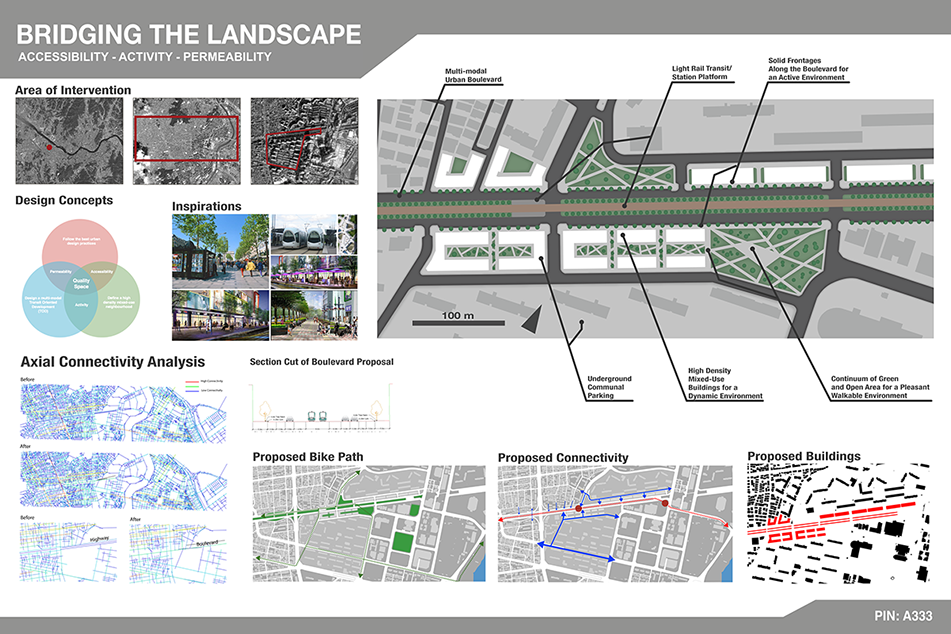 BRIDGING THE LANDSCAPE
ACCESSIBILITY - ACTIVITY - PERMEABILITY
Area of Intervention
Multi-modal
Urban Boulevard
Light Rail Transit/
Station Platform
Solid Frontages
Along the Boulevard for
an Active Environment
100 m
Underground
Communal
Parking
High Density
Mixed-Use
Buildings for a
Dynamic Environment
Continuum of Green
and Open Area for a Pleasant
Walkable Environment
Design Concepts
Follow the best urban
design practices
Permeability
Accessibility
Quality
Space
Activity
Design a multi-modal
Transit Oriented
Development
(TOD)
Define a high
density mixed-use
neighbourhood
Inspirations
Axial Connectivity Analysis
Before
High Connectivity
Low Connectivity
After
Before
Highway
After
Boulevard
Section Cut of Boulevard Proposal
Proposed Bike Path
Proposed Connectivity
Proposed Buildings
PIN: A333